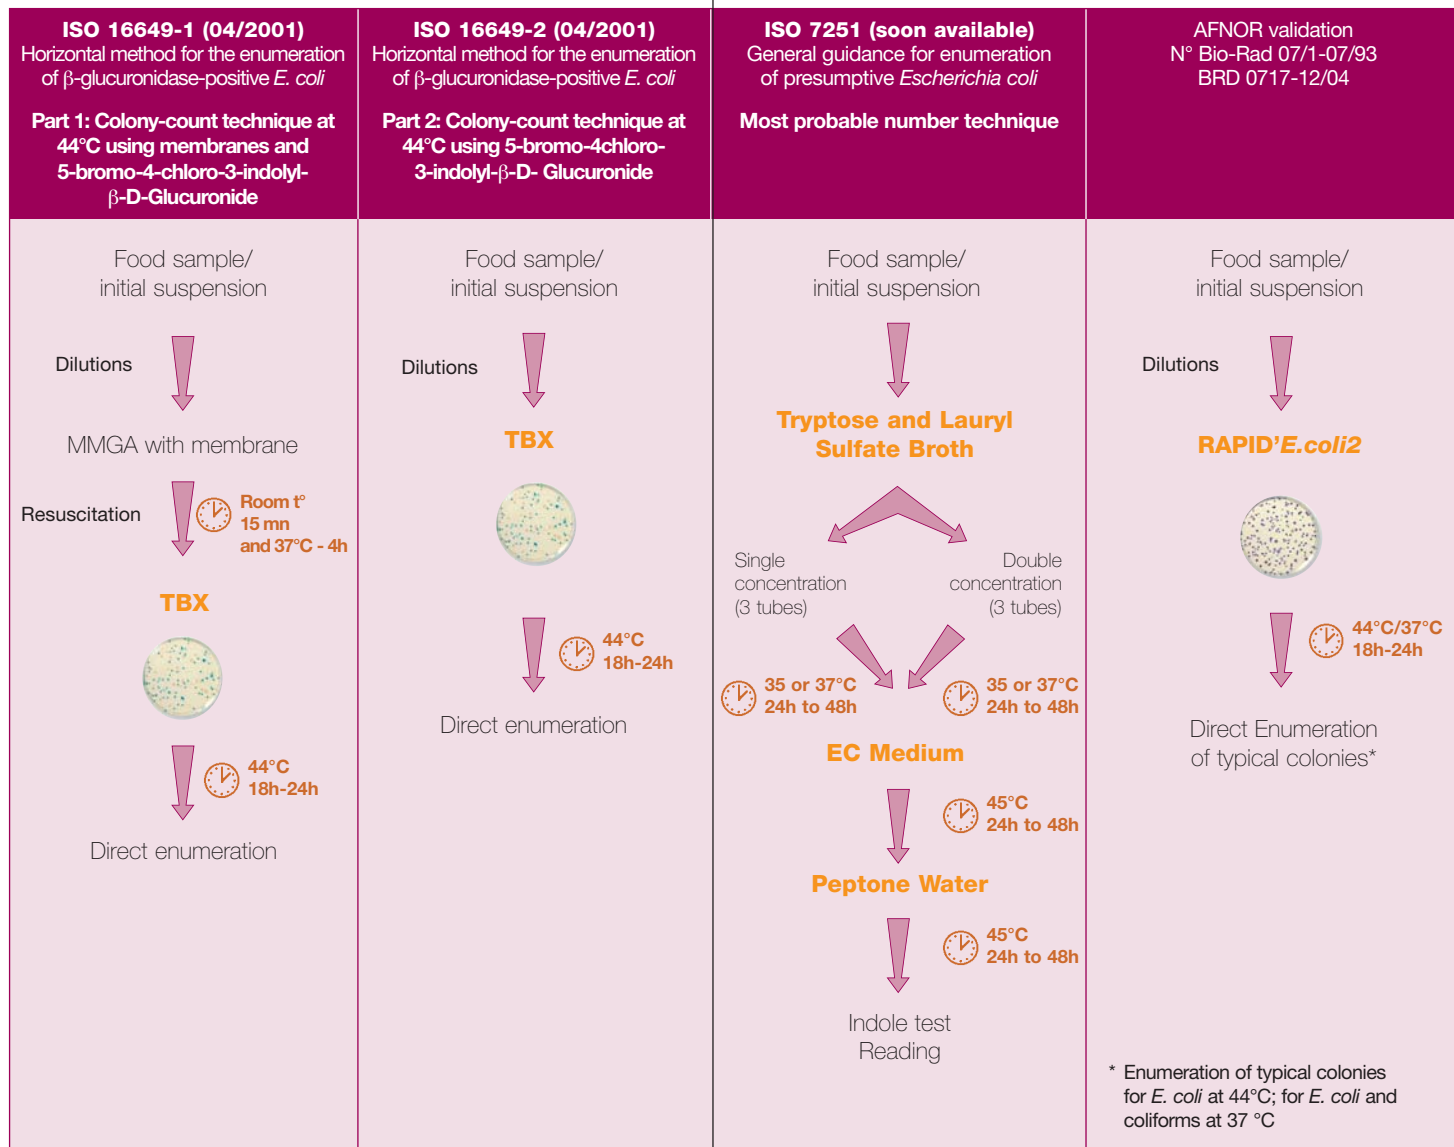 ISO 16649-1 (04/2001)
Horizontal method for the enumeration
of β-glucuronidase-positive E. coli
Part 1: Colony-count technique at
44°C using membranes and
5-bromo-4-chloro-3-indolyl-
β-D-Glucuronide
Food sample/
initial suspension
Dilutions
MMGA with membrane
Resuscitation
Room t°
15 mn
and 37°C - 4h
TBX
44°C
18h-24h
Direct enumeration
ISO 16649-2 (04/2001)
Horizontal method for the enumeration
of β-glucuronidase-positive E. coli
Part 2: Colony-count technique at
44°C using 5-bromo-4chloro-
3-indolyl-β-D- Glucuronide
Food sample/
initial suspension
Dilutions
TBX
44°C
18h-24h
Direct enumeration
ISO 7251 (soon available)
General guidance for enumeration
of presumptive Escherichia coli
Most probable number technique
Food sample/
initial suspension
Tryptose and Lauryl
Sulfate Broth
Single
concentration
(3 tubes)
Double
concentration
(3 tubes)
35 or 37°C
24h to 48h
35 or 37°C
24h to 48h
EC Medium
45°C
24h to 48h
Peptone Water
45°C
24h to 48h
Indole test
Reading
AFNOR validation
N° Bio-Rad 07/1-07/93
BRD 0717-12/04
Food sample/
initial suspension
Dilutions
RAPID'E.coli2
44°C/37°C
18h-24h
Direct Enumeration
of typical colonies*
* Enumeration of typical colonies
for E. coli at 44°C; for E. coli and
coliforms at 37 °C